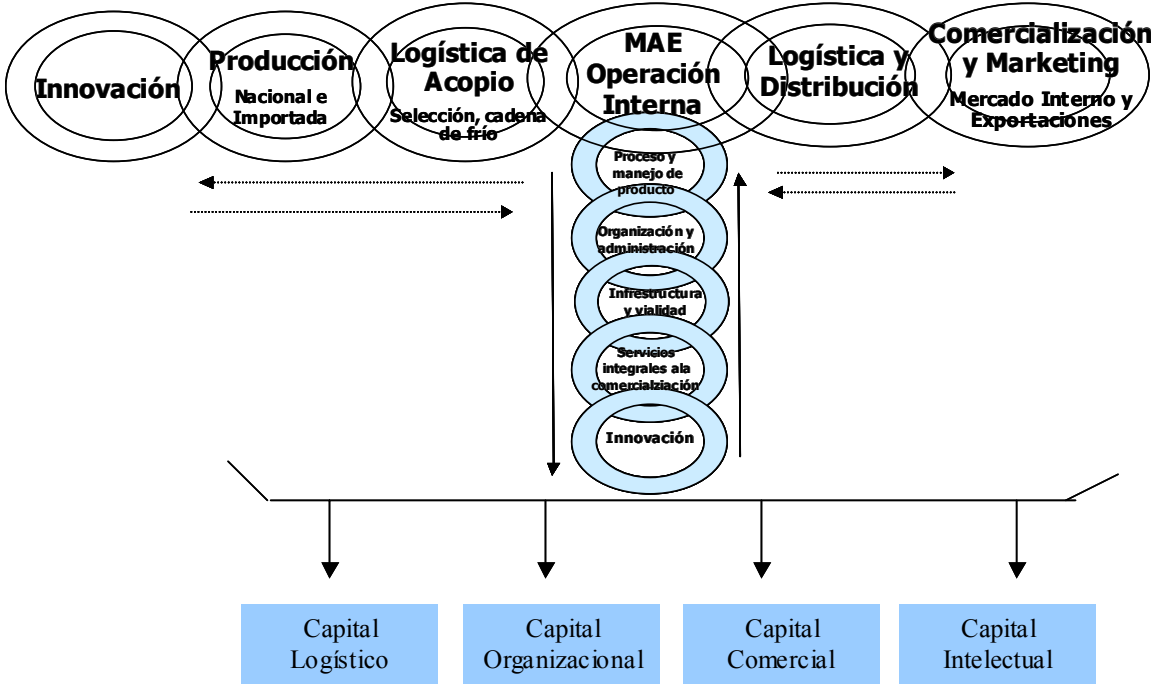 Innovación
Producción
Nacional e
Importada
Logística de
Acopio
Selección, cadena
de frío
MAE
Operación
Interna
Logística y
Distribución
Comercialización
y Marketing
Mercado Interno y
Exportaciones
Proceso y
manejo de
producto
Organización y
administración
Infrestructura
y vialidad
Servicios
integrales ala
comercialziación
Innovación
Capital
Logístico
Capital
Organizacional
Capital
Comercial
Capital
Intelectual